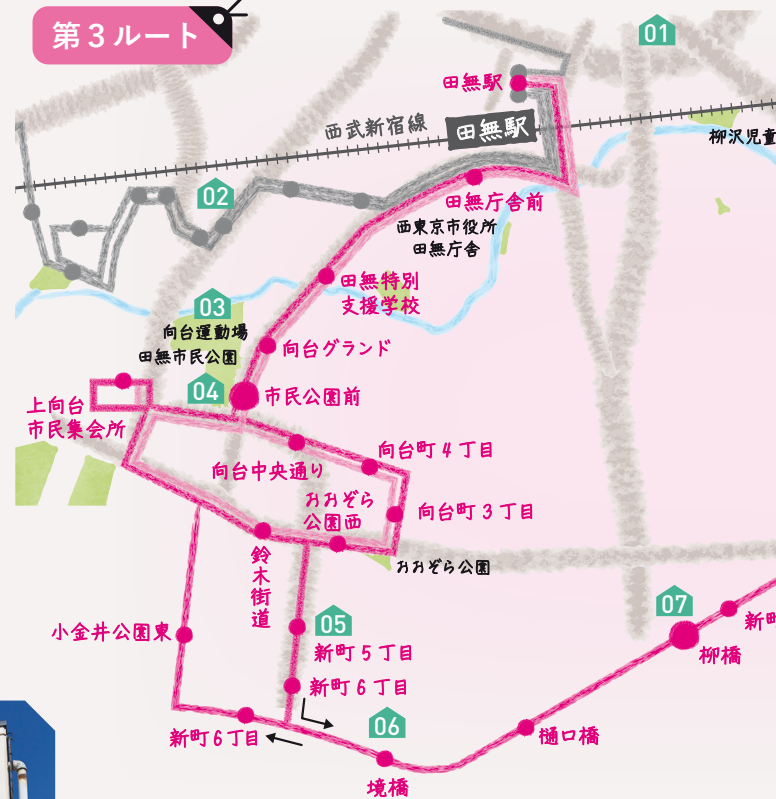 第3ルート
01
田無駅
西武新宿線
田無駅
柳沢児童
02
田無庁舎前
西東京市役所
田無庁舎
田無特別
支援学校
03
向台運動場
田無市民公園
向台グランド
04
市民公園前
上向台
市民集会所
向台町4丁目
向台中央通り
おおぞら
公園西
向台町3丁目
鈴木街道
おおぞら公園
小金井公園東
05
新町5丁目
新町6丁目
07
新町
柳橋
新町6丁目
06
樋口橋
境橋